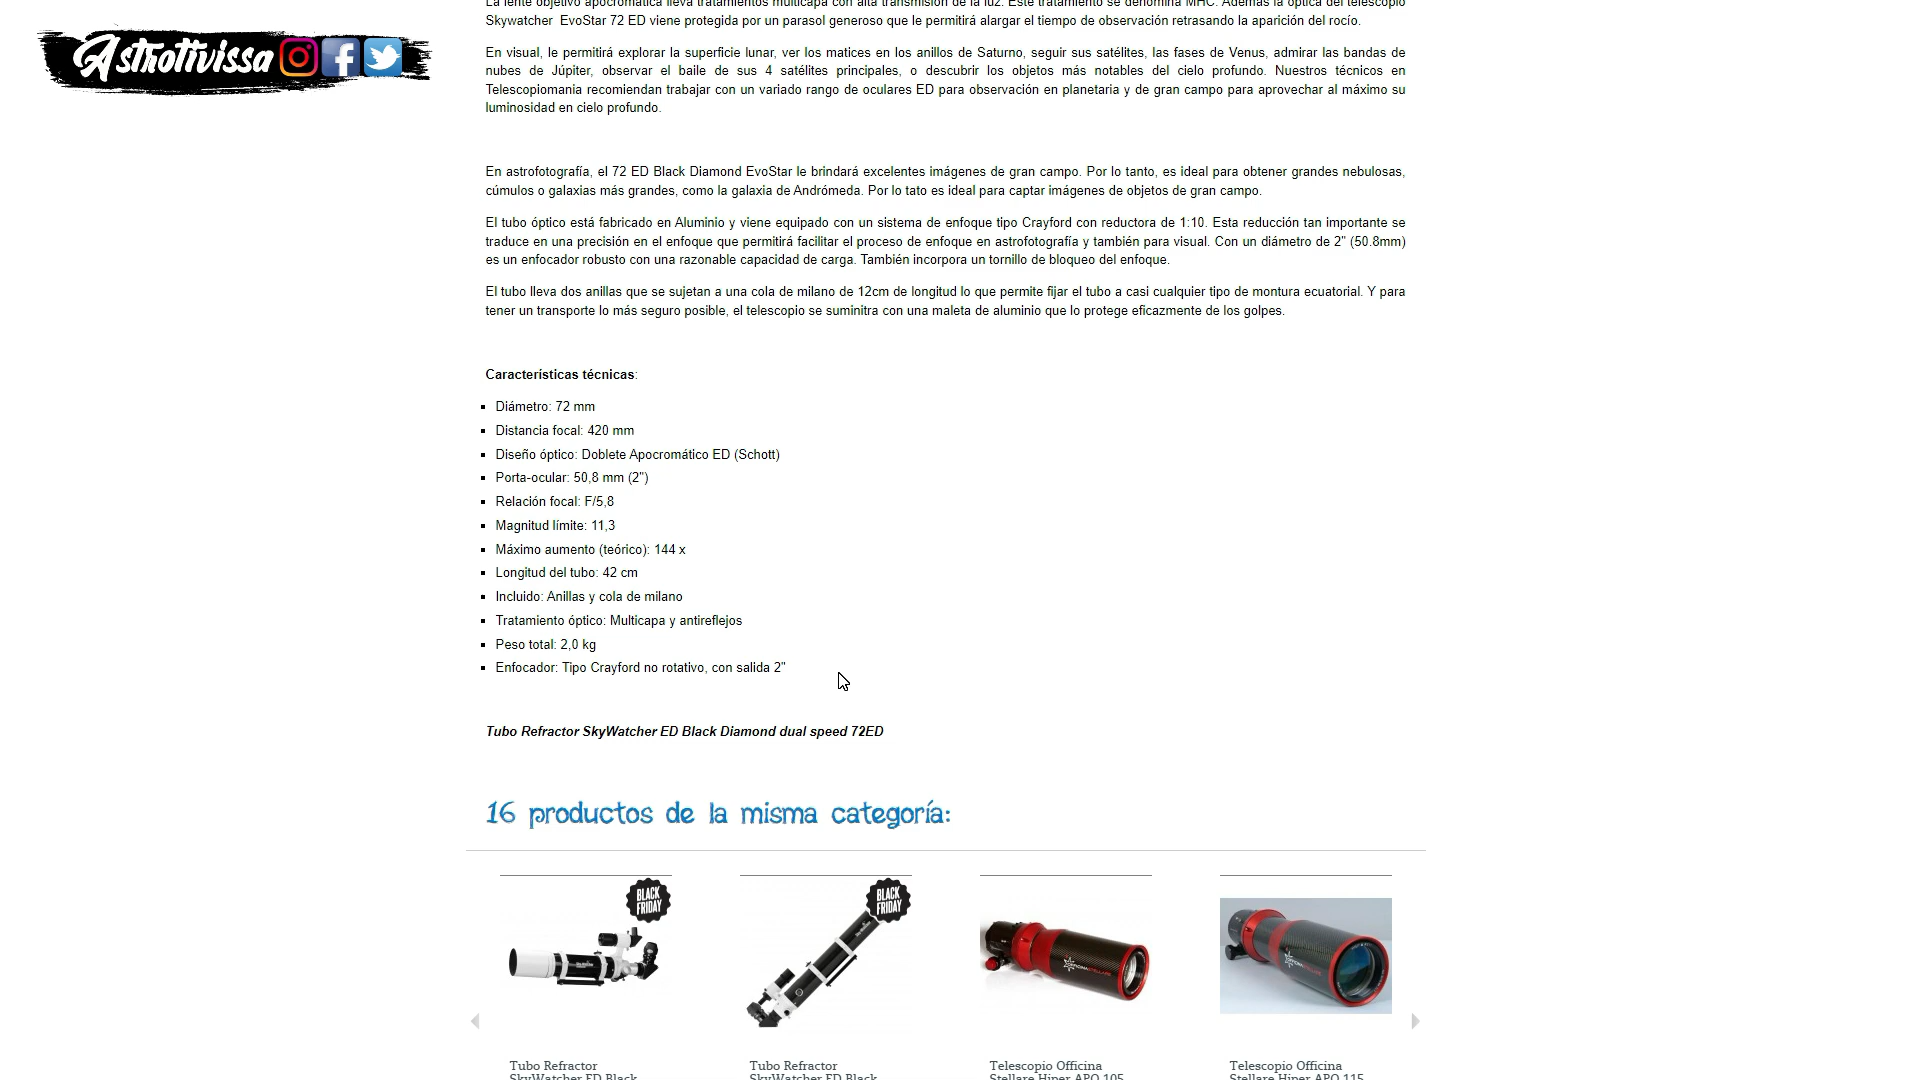 Astroitivissa
La lente objetivo apocromática lleva tratamientos multicapa con alta transmisión de la luz. Este tratamiento se denomina MHC. Además la óptica del telescopio
Skywatcher EvoStar 72 ED viene protegida por un parasol generoso que le permitirá alargar el tiempo de observación retrasando la aparición del rocío.
En visual, le permitirá explorar la superficie lunar, ver los matices en los anillos de Saturno, seguir sus satélites, las fases de Venus, admirar las bandas de
nubes de Júpiter, observar el baile de sus 4 satélites principales, o descubrir los objetos más notables del cielo profundo. Nuestros técnicos en
Telescopiomania recomiendan trabajar con un variado rango de oculares ED para observación en planetaria y de gran campo para aprovechar al máximo su
luminosidad en cielo profundo.
En astrofotografía, el 72 ED Black Diamond EvoStar le brindará excelentes imágenes de gran campo. Por lo tanto, es ideal para obtener grandes nebulosas,
cúmulos o galaxias más grandes, como la galaxia de Andrómeda. Por lo tato es ideal para captar imágenes de objetos de gran campo.
El tubo óptico está fabricado en Aluminio y viene equipado con un sistema de enfoque tipo Crayford con reductora de 1:10. Esta reducción tan importante se
traduce en una precisión en el enfoque que permitirá facilitar el proceso de enfoque en astrofotografía y también para visual. Con un diámetro de 2" (50.8mm)
es un enfocador robusto con una razonable capacidad de carga. También incorpora un tornillo de bloqueo del enfoque.
El tubo lleva dos anillas que se sujetan a una cola de milano de 12cm de longitud lo que permite fijar el tubo a casi cualquier tipo de montura ecuatorial. Y para
tener un transporte lo más seguro posible, el telescopio se suminitra con una maleta de aluminio que lo protege eficazmente de los golpes.
Características técnicas:
Diámetro: 72 mm
Distancia focal: 420 mm
Diseño óptico: Doblete Apocromático ED (Schott)
Porta-ocular: 50,8 mm (2")
Relación focal: F/5,8
Magnitud límite: 11,3
Máximo aumento (teórico): 144 x
Longitud del tubo: 42 cm
Incluido: Anillas y cola de milano
Tratamiento óptico: Multicapa y antireflejos
Peso total: 2,0 kg
Enfocador: Tipo Crayford no rotativo, con salida 2"
Tubo Refractor SkyWatcher ED Black Diamond dual speed 72ED
16 productos de la misma categoría:
BLACK FRIDAY
BLACK FRIDAY
Tubo Refractor
SkyWatcher ED Black
Tubo Refractor
SkyWatcher ED Black
Telescopio Officina
Stellare Hiper APO 105
Telescopio Officina
Stellare Hiper APO 115